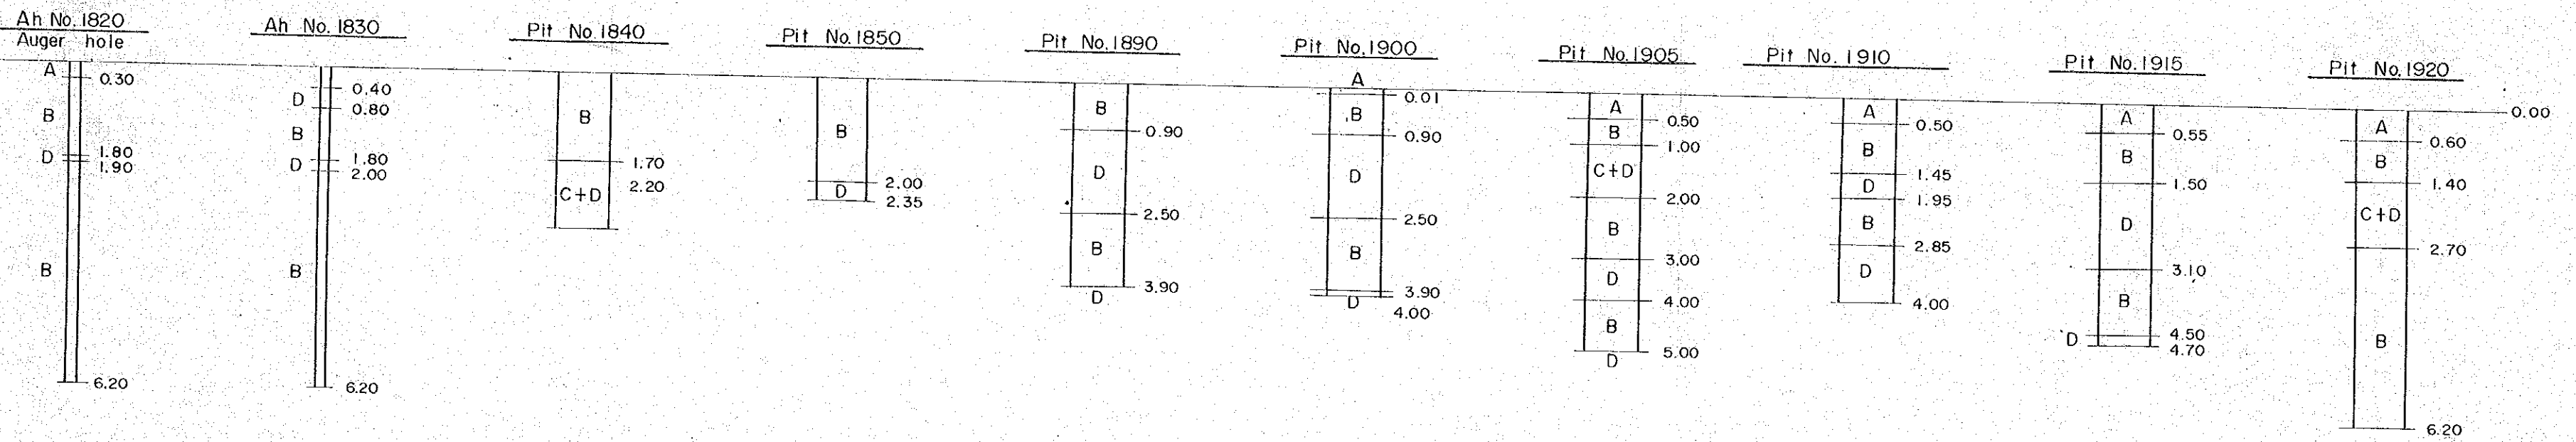 Ah No.1820
Auger hole
A
0.30
B
1.80
D
1.90
B
6.20
Ah No.1830
0.40
D
0.80
B
1.80
D
2.00
B
6.20
Pit No.1840
B
1.70
2.20
C+D
Pit No.1850
B
2.00
D
2.35
Pit No.1890
B
0.90
D
2.50
B
3.90
D
Pit No.1900
A
0.01
B
0.90
D
2.50
B
3.90
D
4.00
Pit No.1905
A
0.50
B
1.00
C+D
2.00
B
3.00
D
4.00
B
5.00
D
Pit No.1910
A
0.50
B
1.45
D
1.95
B
2.85
D
4.00
Pit No.1915
A
0.55
B
1.50
D
3.10
B
4.50
D
4.70
Pit No.1920
0.00
A
0.60
B
1.40
C+D
2.70
B
6.20